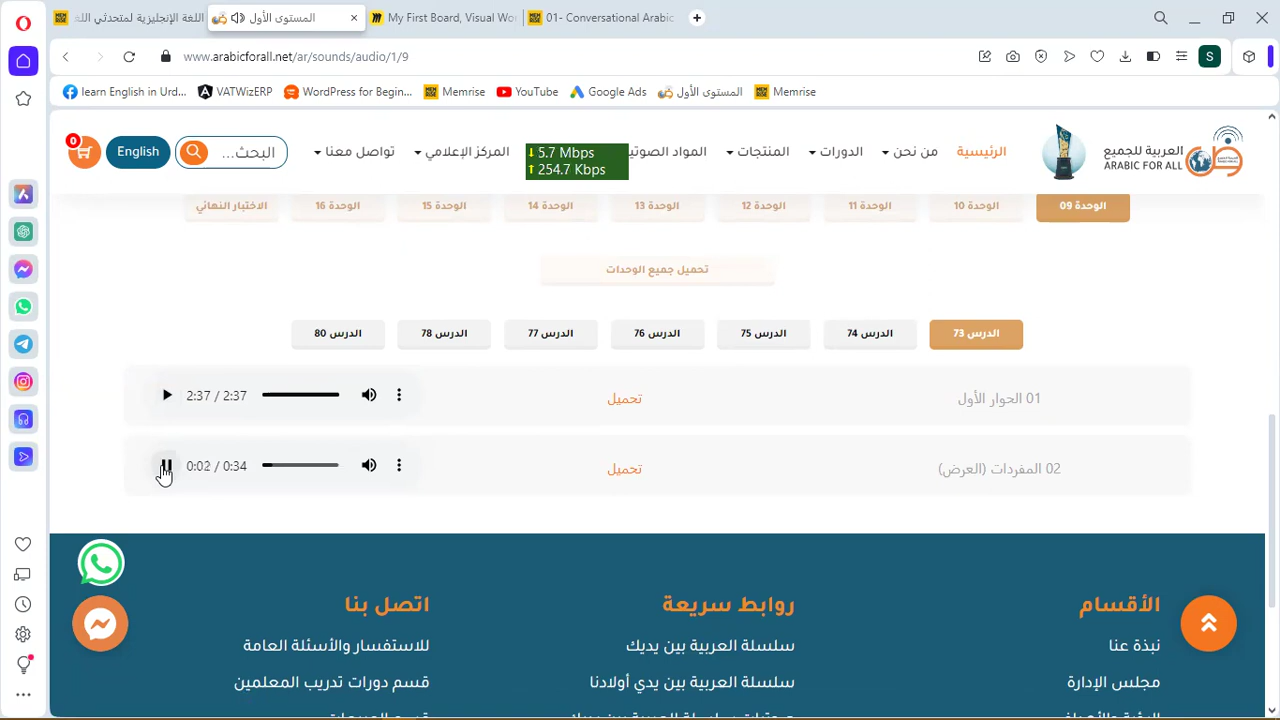 اللغة الإنجليزية لمتحدثي اللغ
المستوى الأول
My First Board, Visual Wo
01- Conversational Arabic
www.arabicforall.net/ar/sounds/audio/1/9
S
learn English in Urd...
VATWizERP
WordPress for Begin...
Memrise
YouTube
Google Ads
المستوى الأول
Memrise
0
English
البحث...
تواصل معنا
المركز الإعلامي
5.7 Mbps
254.7 Kbps
المواد الصوتي
المنتجات
الدورات
من نحن
الرئيسية
العربية للجميع
ARABIC FOR ALL
الوحدة 09
الوحدة 10
الوحدة 11
الوحدة 12
الوحدة 13
الوحدة 14
الوحدة 15
الوحدة 16
الاختبار النهائي
تحميل جميع الوحدات
الدرس 73
الدرس 74
الدرس 75
الدرس 76
الدرس 77
الدرس 78
الدرس 80
01 الحوار الأول
تحميل
2:37 / 2:37
02 المفردات (العرض)
تحميل
0:02 / 0:34
الأقسام
روابط سريعة
اتصل بنا
نبذة عنا
سلسلة العربية بين يديك
للاستفسار والأسئلة العامة
مجلس الإدارة
سلسلة العربية بين يدي أولادنا
قسم دورات تدريب المعلمين